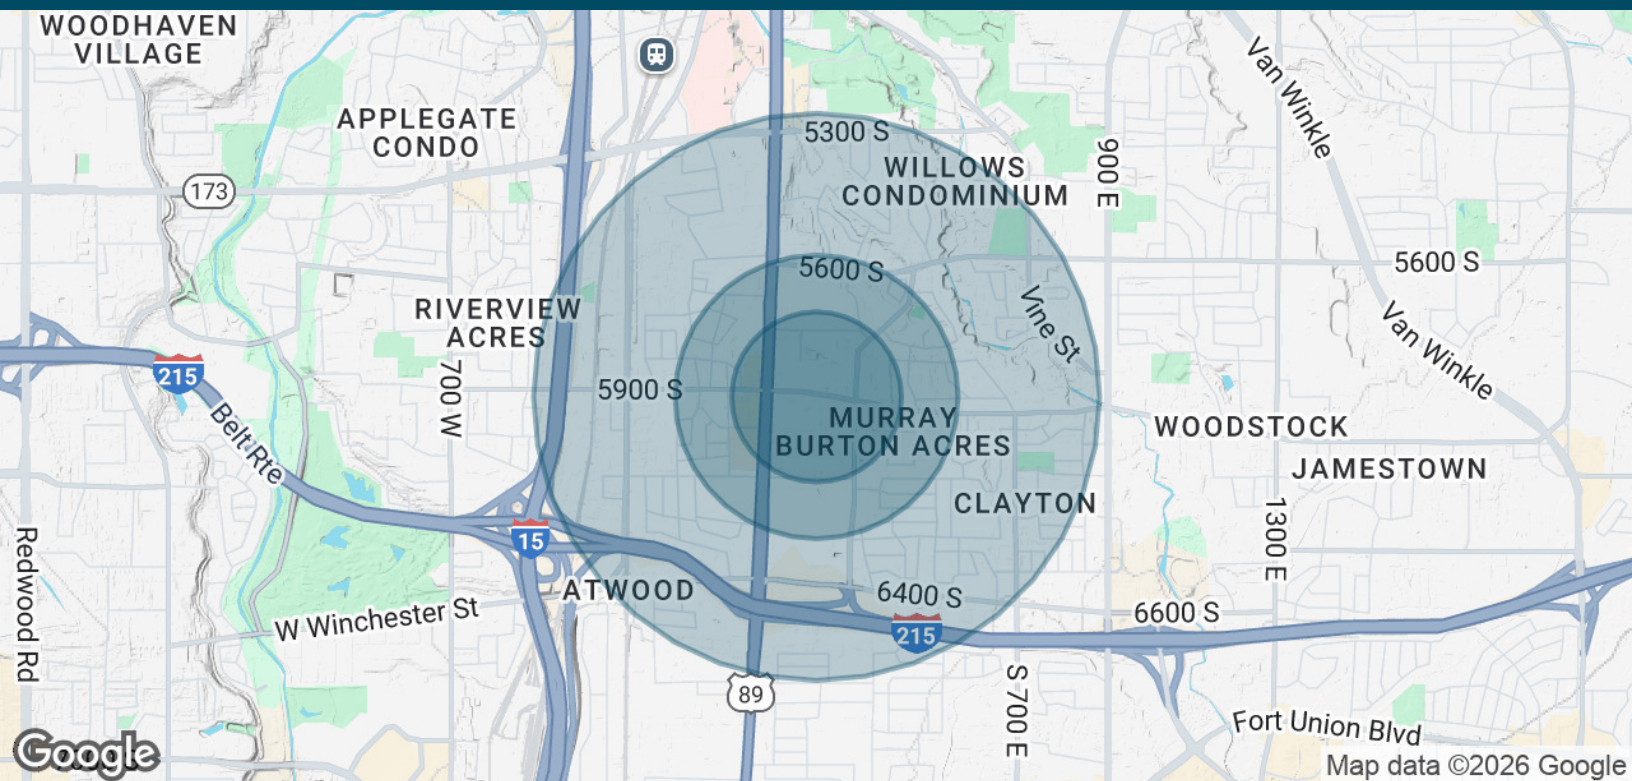 WOODHAVEN
VILLAGE
APPLEGATE
CONDO
5300 S
WILLOWS
CONDOMINIUM
900 E
Van Winkle
173
5600 S
5600 S
RIVERVIEW
ACRES
Vine St
Van Winkle
215
700 W
5900 S
MURRAY
BURTON ACRES
WOODSTOCK
JAMESTOWN
Belt Rte
CLAYTON
1300 E
15
Redwood Rd
ATWOOD
6400 S
6600 S
W Winchester St
215
89
S 700 E
Fort Union Blvd
Google
Map data ©2026 Google